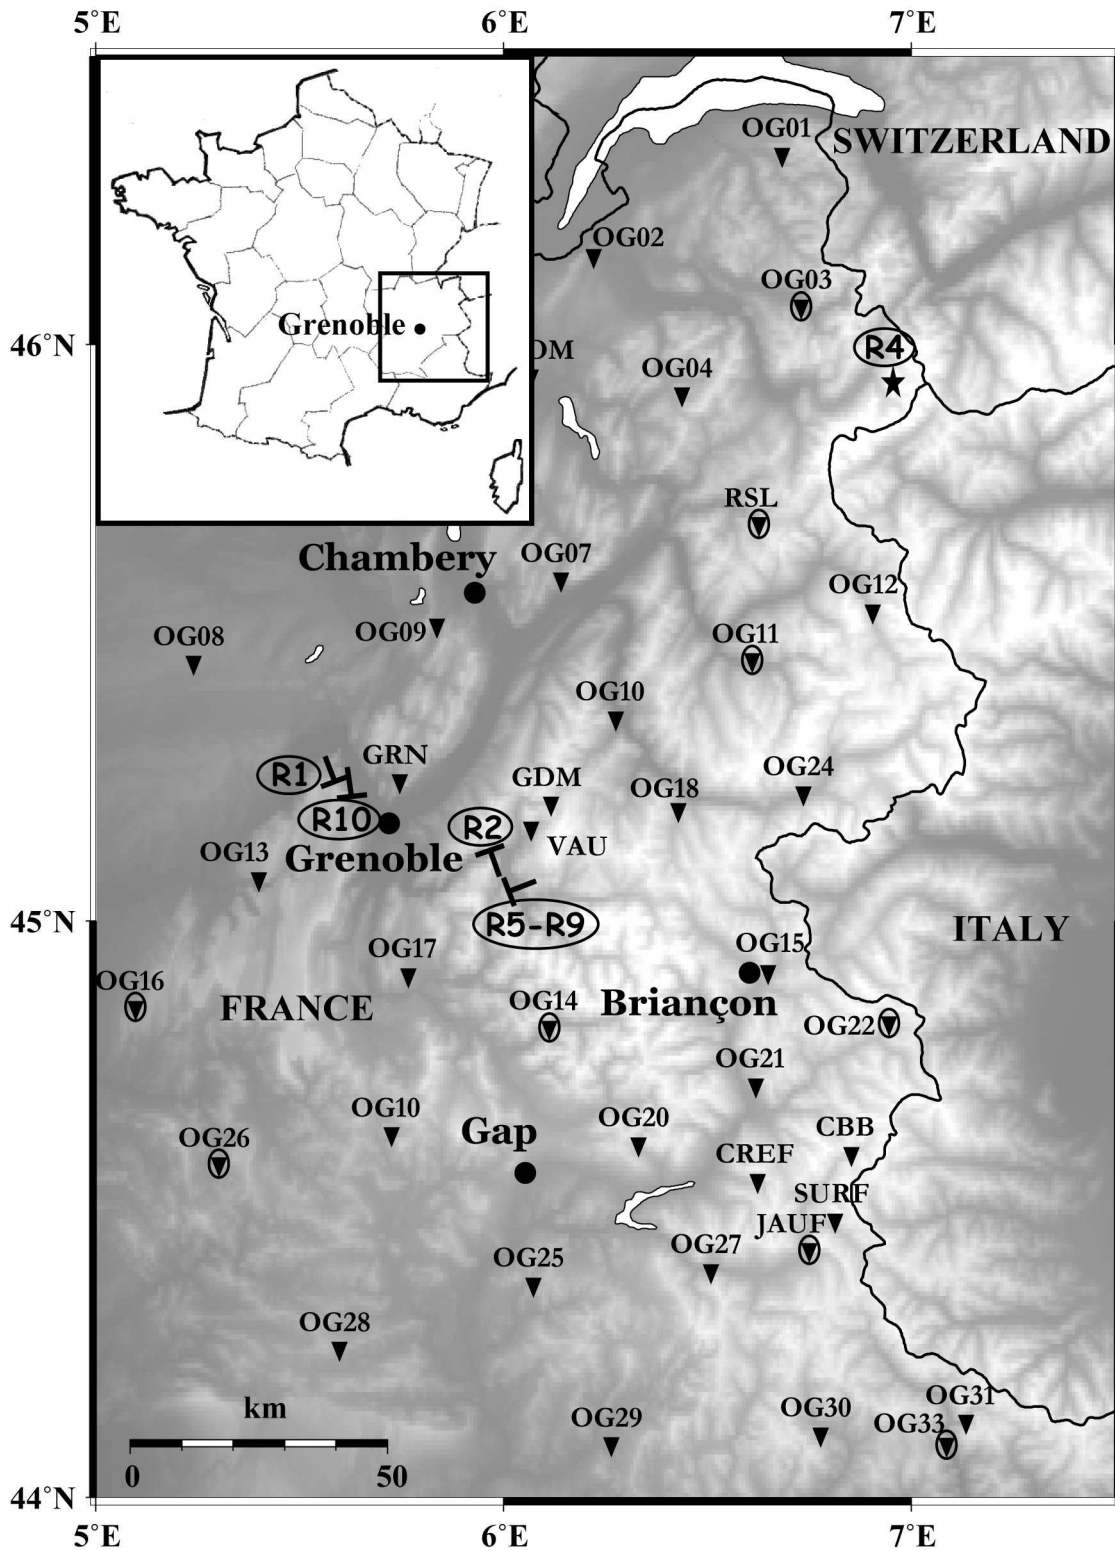 5°E 6°E 7°E
OG01
SWITZERLAND
OG02
OG03
Grenoble
46°N
R4
OM
OG04
RSL
Chambery
OG07
OG12
OG08
OG09
OG11
OG10
R1
GRN
GDM
OG18
OG24
R10
R2
VAU
OG13
Grenoble
45°N
R5-R9
ITALY
OG17
OG15
OG16
FRANCE
OG14
Briançon
OG22
OG21
OG10
Gap
OG20
CBB
OG26
CREF
SURF
JAUF
OG25
OG27
OG28
km
OG29
OG30
OG31
OG33
0 50
44°N
5°E 6°E 7°E